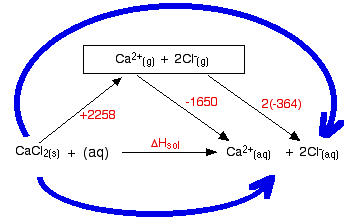 Ca²⁺(g) + 2Cl⁻(g)
+2258
-1650
2(-364)
CaCl₂(s) + (aq)
ΔHsol
Ca²⁺(aq) + 2Cl⁻(aq)